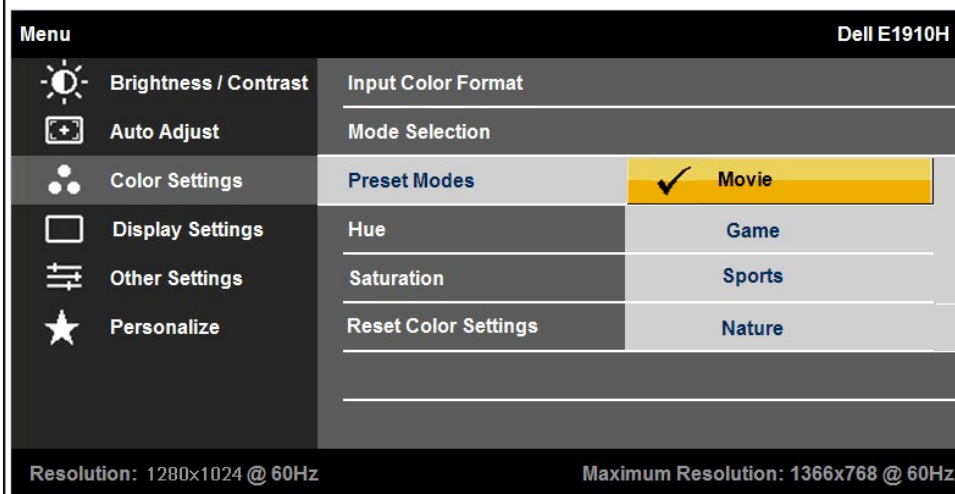 Menu Dell E1910H
Brightness / Contrast Input Color Format
Auto Adjust Mode Selection
Color Settings Preset Modes Movie
Display Settings Hue Game
Other Settings Saturation Sports
Personalize Reset Color Settings Nature
Resolution: 1280x1024 @ 60Hz Maximum Resolution: 1366x768 @ 60Hz